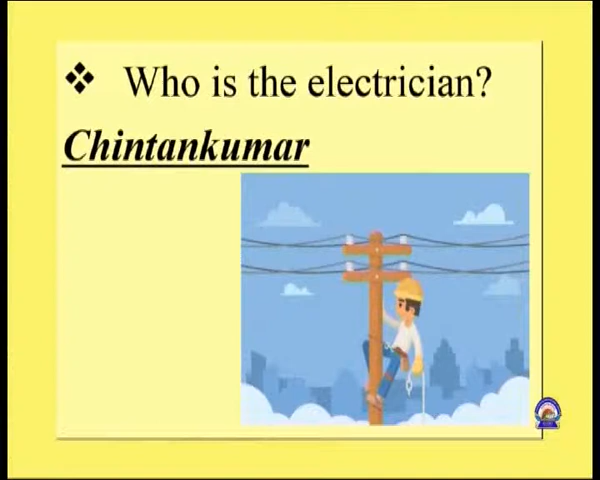 ❖ Who is the electrician?
Chintankumar